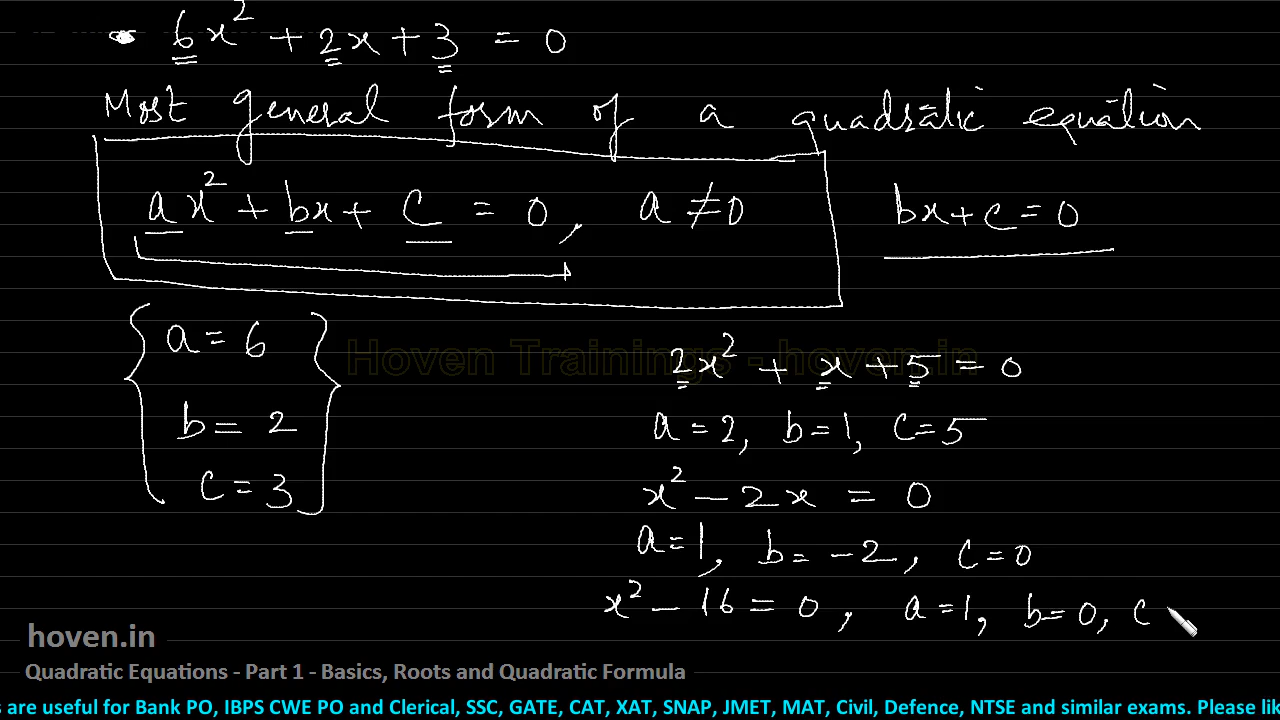 • 6x² + 2x + 3 = 0
Most general form of a quadratic equation
ax² + bx + c = 0, a ≠ 0
bx + c = 0
a = 6
b = 2
c = 3
Hoven Trainings - hoven.in
2x² + x + 5 = 0
a = 2, b = 1, c = 5
x² - 2x = 0
a = 1, b = -2, c = 0
x² - 16 = 0, a = 1, b = 0, c
hoven.in
Quadratic Equations - Part 1 - Basics, Roots and Quadratic Formula
s are useful for Bank PO, IBPS CWE PO and Clerical, SSC, GATE, CAT, XAT, SNAP, JMET, MAT, Civil, Defence, NTSE and similar exams. Please lik